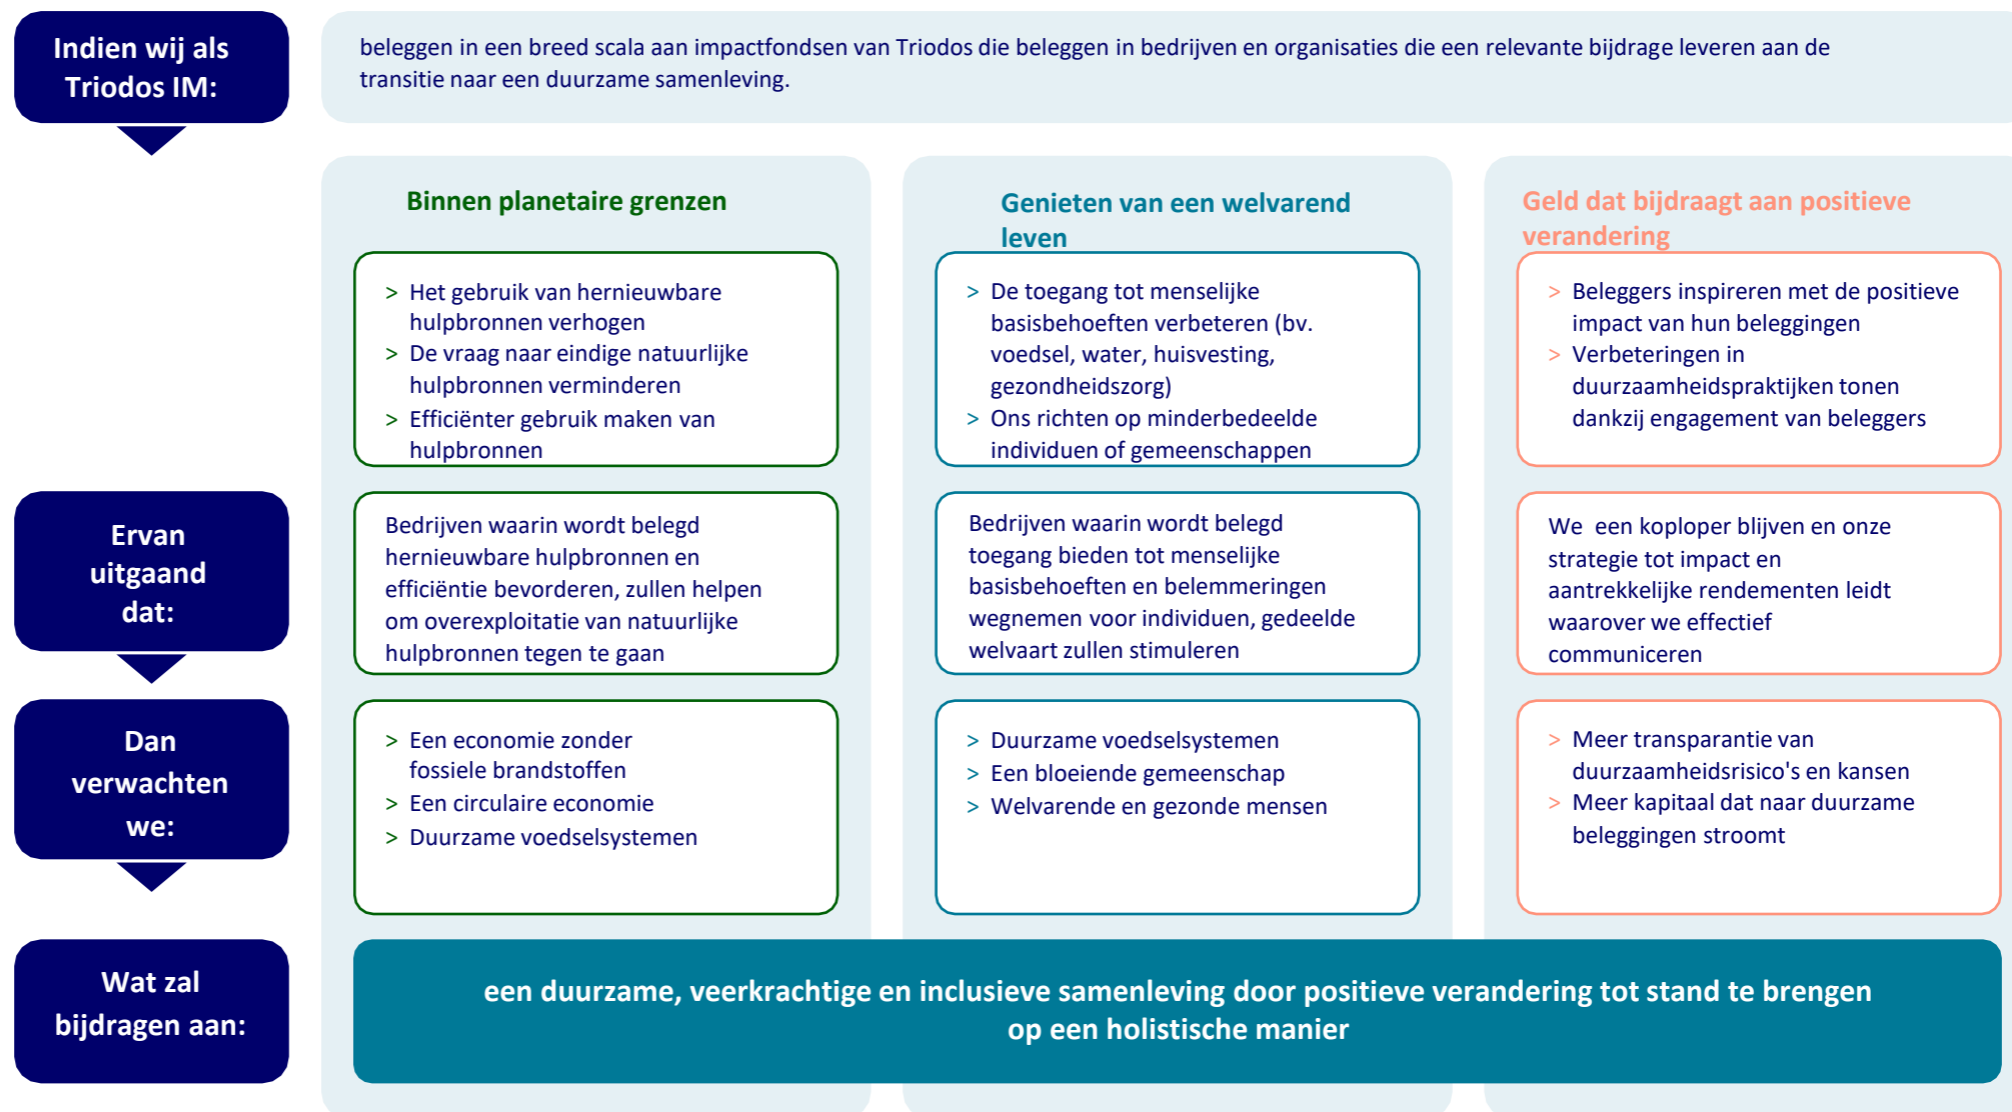 Indien wij als
Triodos IM:
beleggen in een breed scala aan impactfondsen van Triodos die beleggen in bedrijven en organisaties die een relevante bijdrage leveren aan de
transitie naar een duurzame samenleving.
Binnen planetaire grenzen
> Het gebruik van hernieuwbare
hulpbronnen verhogen
> De vraag naar eindige natuurlijke
hulpbronnen verminderen
> Efficiënter gebruik maken van
hulpbronnen
Genieten van een welvarend
leven
> De toegang tot menselijke
basisbehoeften verbeteren (bv.
voedsel, water, huisvesting,
gezondheidszorg)
> Ons richten op minderbedeelde
individuen of gemeenschappen
Geld dat bijdraagt aan positieve
verandering
> Beleggers inspireren met de positieve
impact van hun beleggingen
> Verbeteringen in
duurzaamheidspraktijken tonen
dankzij engagement van beleggers
Ervan
uitgaand
dat:
Bedrijven waarin wordt belegd
hernieuwbare hulpbronnen en
efficiëntie bevorderen, zullen helpen
om overexploitatie van natuurlijke
hulpbronnen tegen te gaan
Bedrijven waarin wordt belegd
toegang bieden tot menselijke
basisbehoeften en belemmeringen
wegnemen voor individuen, gedeelde
welvaart zullen stimuleren
We een koploper blijven en onze
strategie tot impact en
aantrekkelijke rendementen leidt
waarover we effectief
communiceren
Dan
verwachten
we:
> Een economie zonder
fossiele brandstoffen
> Een circulaire economie
> Duurzame voedselsystemen
> Duurzame voedselsystemen
> Een bloeiende gemeenschap
> Welvarende en gezonde mensen
> Meer transparantie van
duurzaamheidsrisico's en kansen
> Meer kapitaal dat naar duurzame
beleggingen stroomt
Wat zal
bijdragen aan:
een duurzame, veerkrachtige en inclusieve samenleving door positieve verandering tot stand te brengen
op een holistische manier